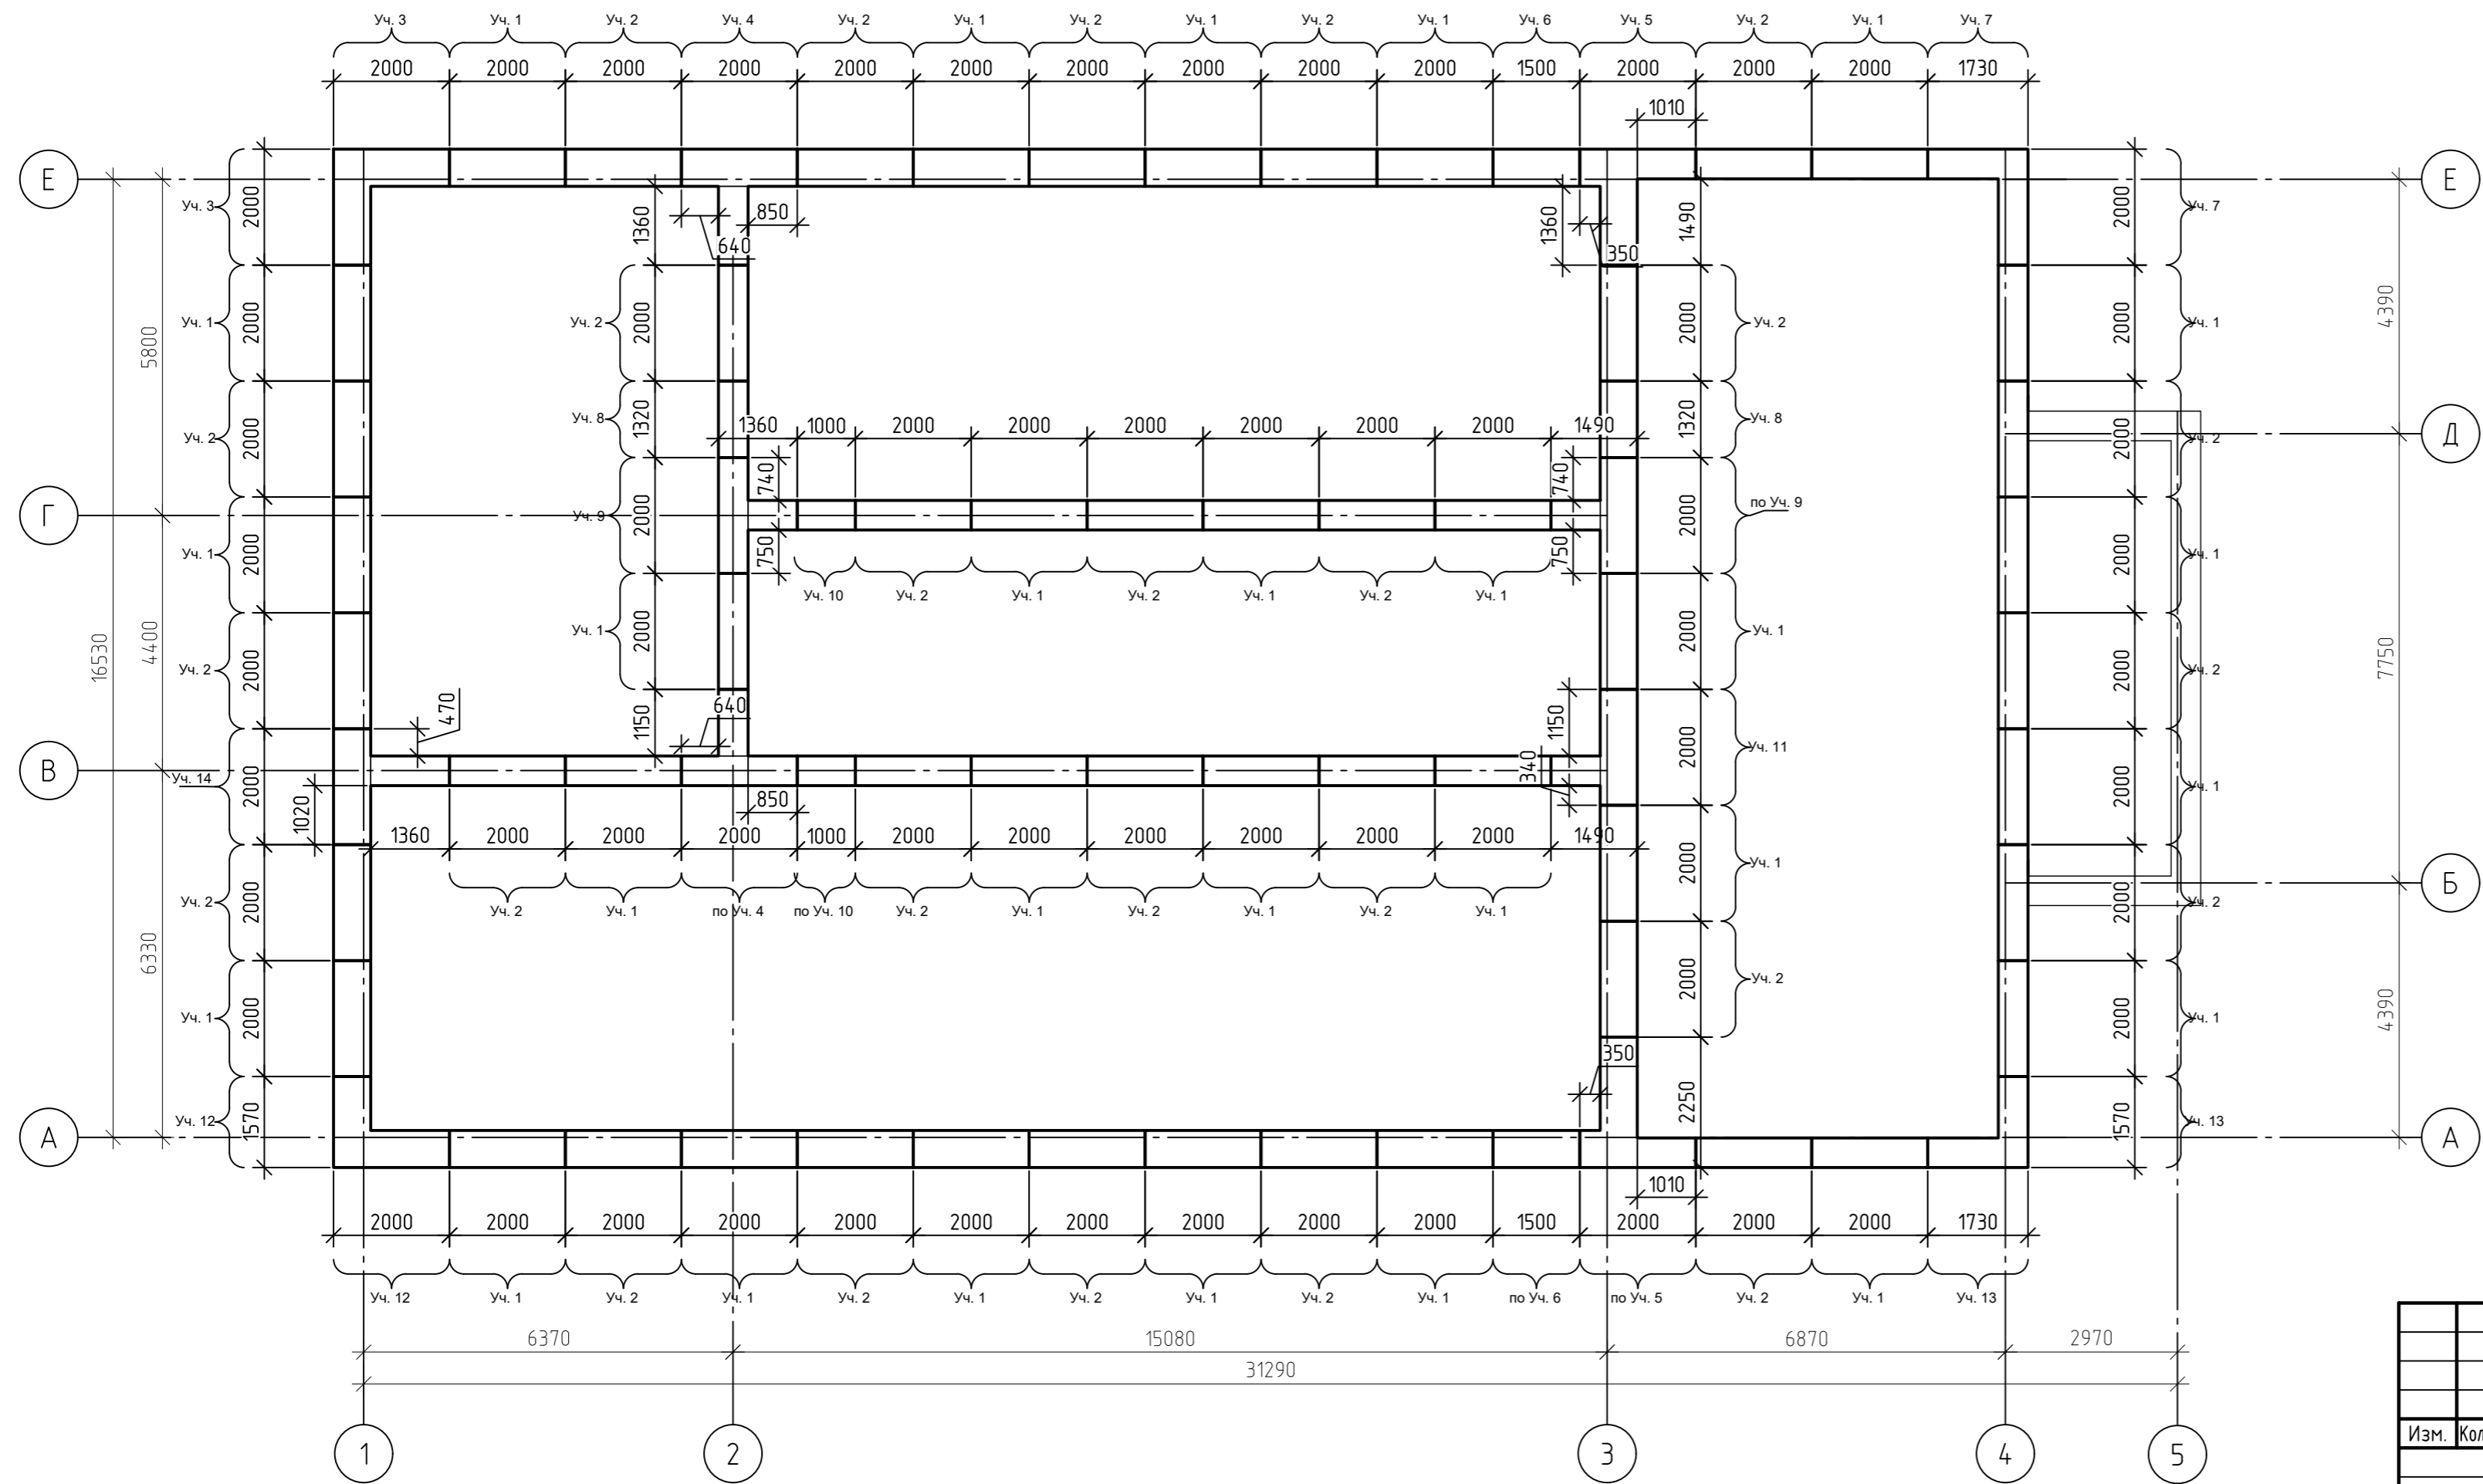 Уч. 3 Уч. 1 Уч. 2 Уч. 4 Уч. 2 Уч. 1 Уч. 2 Уч. 1 Уч. 2 Уч. 1 Уч. 6 Уч. 5 Уч. 2 Уч. 1 Уч. 7
2000 2000 2000 2000 2000 2000 2000 2000 2000 2000 1500 2000 2000 2000 1730
1010
Е Е
Уч. 3 2000 1360 640 850 1360 350 1490 2000 Уч. 7
5800 4390
Уч. 1 2000 Уч. 2 2000 2000 Уч. 2 2000 Уч. 1
Уч. 8 1320 1320 Уч. 8
1360 1000 2000 2000 2000 2000 2000 1490
Уч. 2 2000 2000 Уч. 2
Д
740 740
Г
Уч. 9 2000 2000 по Уч. 9
Уч. 1 2000 750 750 2000 Уч. 1
Уч. 10 Уч. 2 Уч. 1 Уч. 2 Уч. 1 Уч. 2 Уч. 1
16530 4400 7750
Уч. 1 2000 2000 Уч. 1
Уч. 2 2000 2000 Уч. 2
470 1150 640 1150 340 2000 Уч. 11
В
Уч. 14 2000 2000 Уч. 1
1020 850
1360 2000 2000 2000 1000 2000 2000 2000 2000 2000 2000 1490
2000 Уч. 1
Б
Уч. 2 2000 2000 Уч. 2
Уч. 2 Уч. 1 по Уч. 4 по Уч. 10 Уч. 2 Уч. 1 Уч. 2 Уч. 1 Уч. 2 Уч. 1
6330 4390
2000 Уч. 2
Уч. 1 2000 2000 Уч. 1
350
Уч. 12 1570 2250 1570 Уч. 13
А А
1010
2000 2000 2000 2000 2000 2000 2000 2000 2000 2000 1500 2000 2000 2000 1730
Уч. 12 Уч. 1 Уч. 2 Уч. 1 Уч. 2 Уч. 1 Уч. 2 Уч. 1 Уч. 2 Уч. 1 по Уч. 6 по Уч. 5 Уч. 2 Уч. 1 Уч. 13
6370 15080 6870 2970
31290
1 2 3 4 5
Изм. Кол